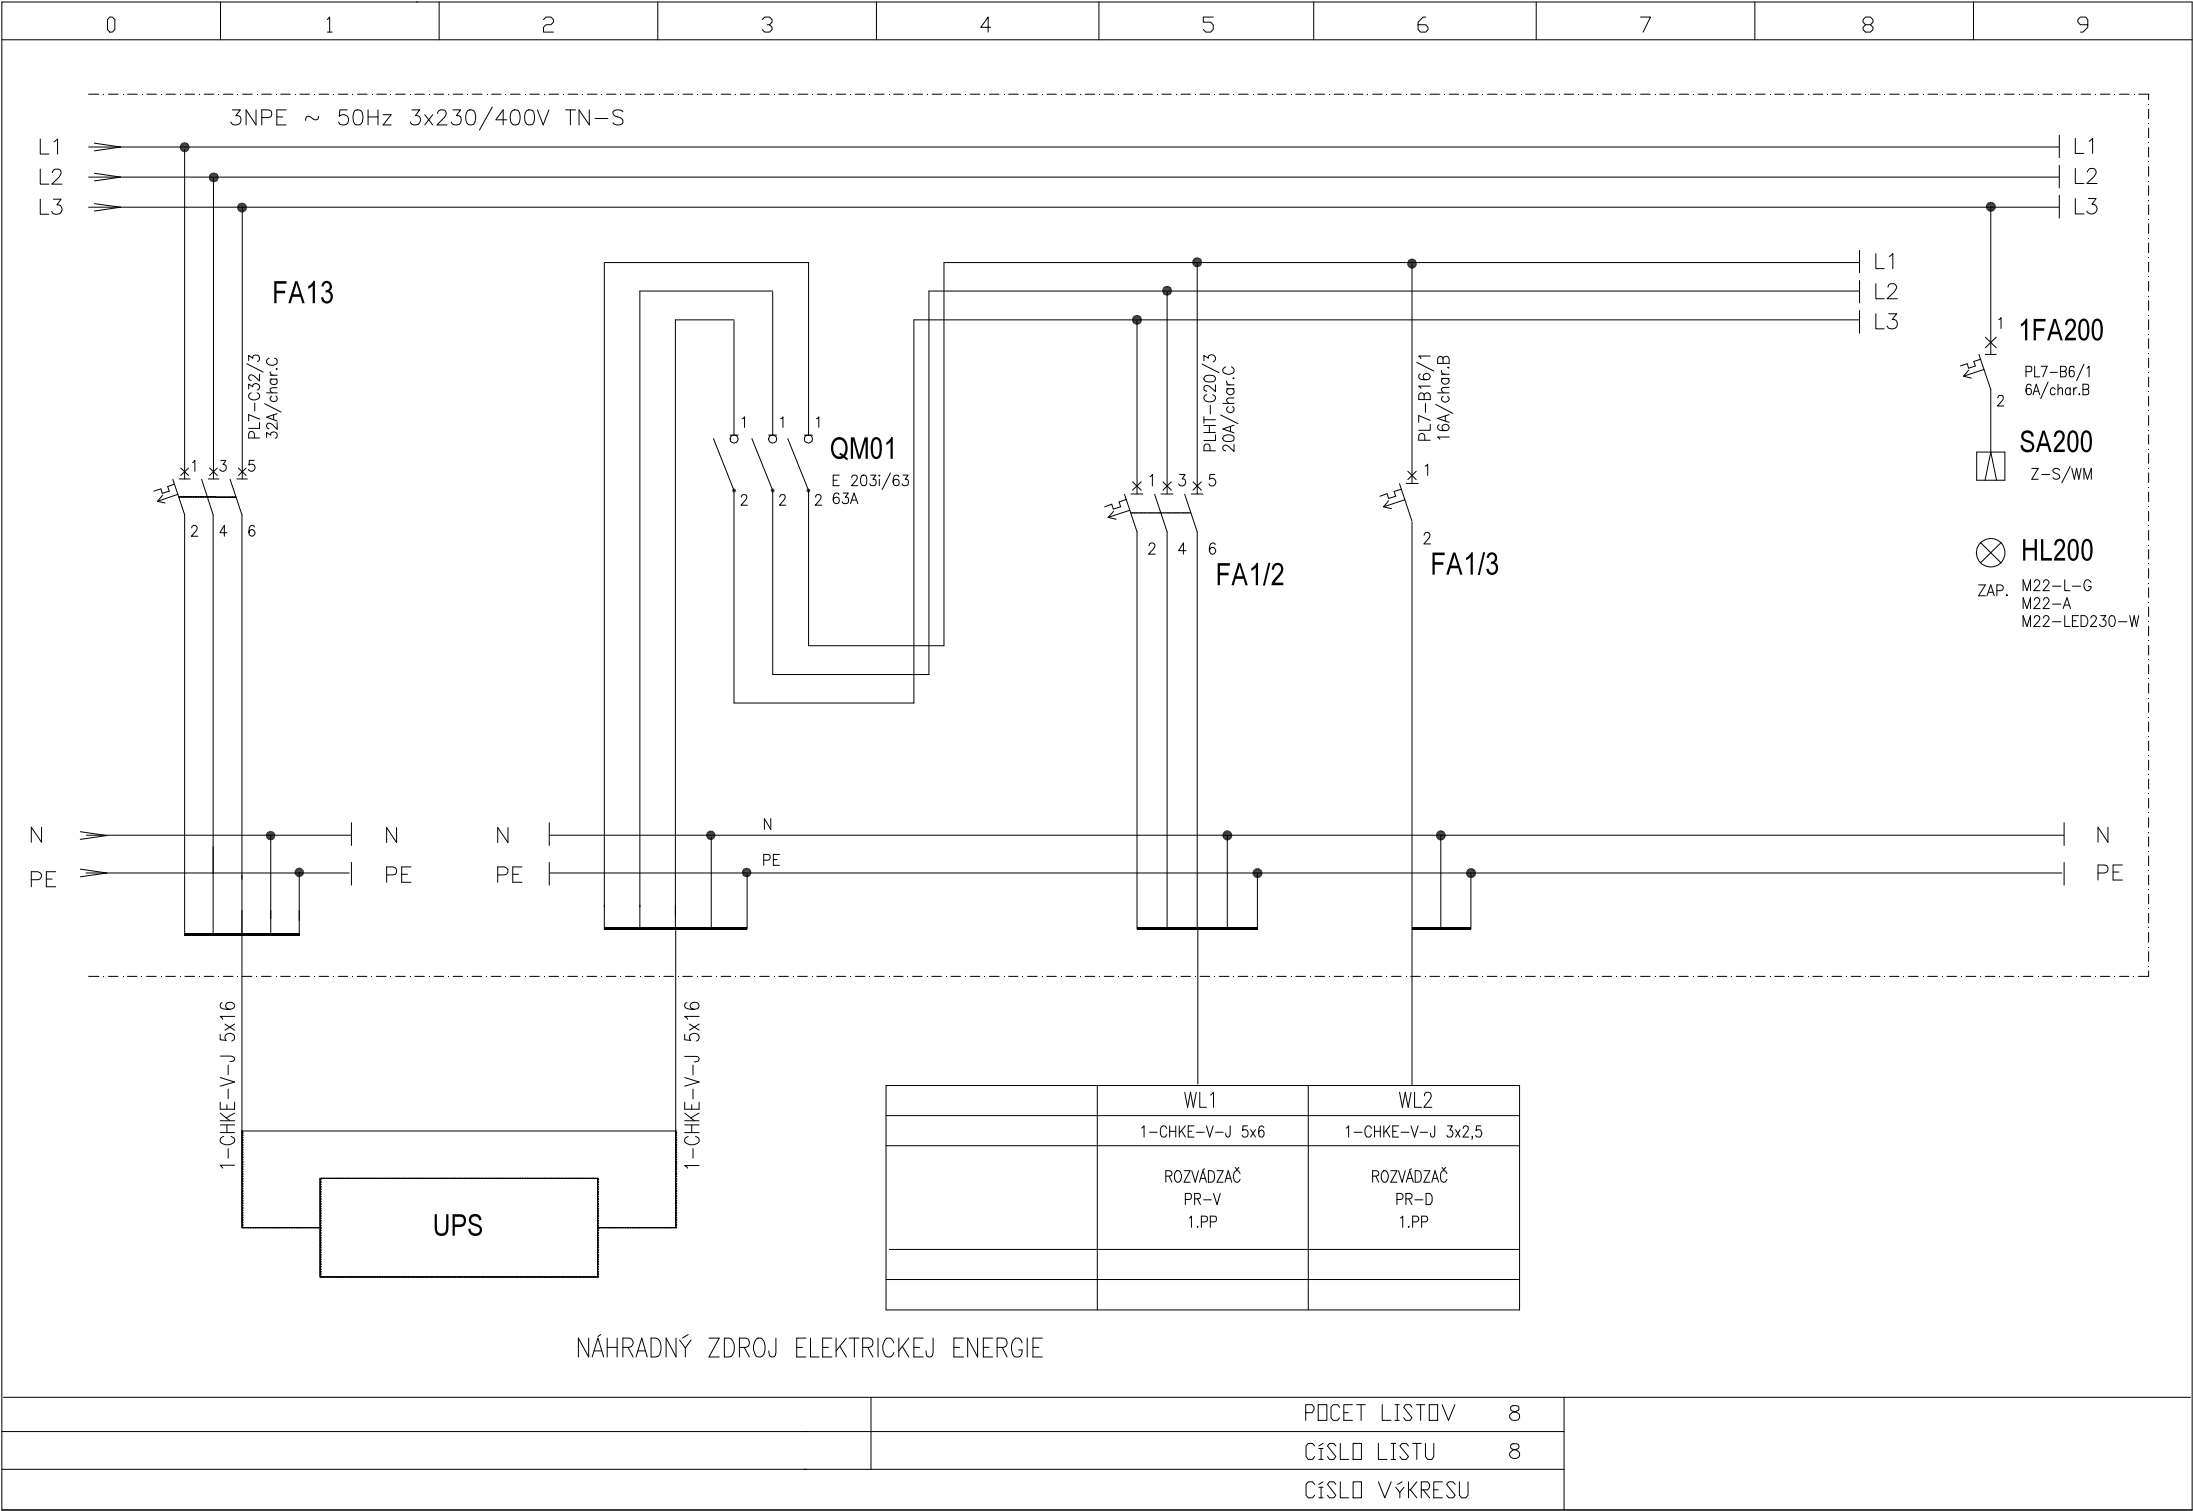 0 1 2 3 4 5 6 7 8 9
3NPE ~ 50Hz 3x230/400V TN-S
L1 L1
L2 L2
L3 L3
L1
L2
L3
FA13
PL7-C32/3
32A/char.C
1 3 5
2 4 6
1 1 1
QM01
E 203i/63
63A
2 2 2
PLHT-C20/3
20A/char.C
1 3 5
2 4 6
FA1/2
PL7-B16/1
16A/char.B
1
2
FA1/3
1
1FA200
PL7-B6/1
6A/char.B
2
SA200
Z-S/WM
HL200
ZAP.
M22-L-G
M22-A
M22-LED230-W
N N N N N
PE PE PE PE PE
1-CHKE-V-J 5x16
1-CHKE-V-J 5x16
UPS
WL1 WL2
1-CHKE-V-J 5x6 1-CHKE-V-J 3x2,5
ROZVÁDZAČ ROZVÁDZAČ
PR-V PR-D
1.PP 1.PP
NÁHRADNÝ ZDROJ ELEKTRICKEJ ENERGIE
POCET LISTOV 8
CíSLO LISTU 8
CíSLO VýKRESU